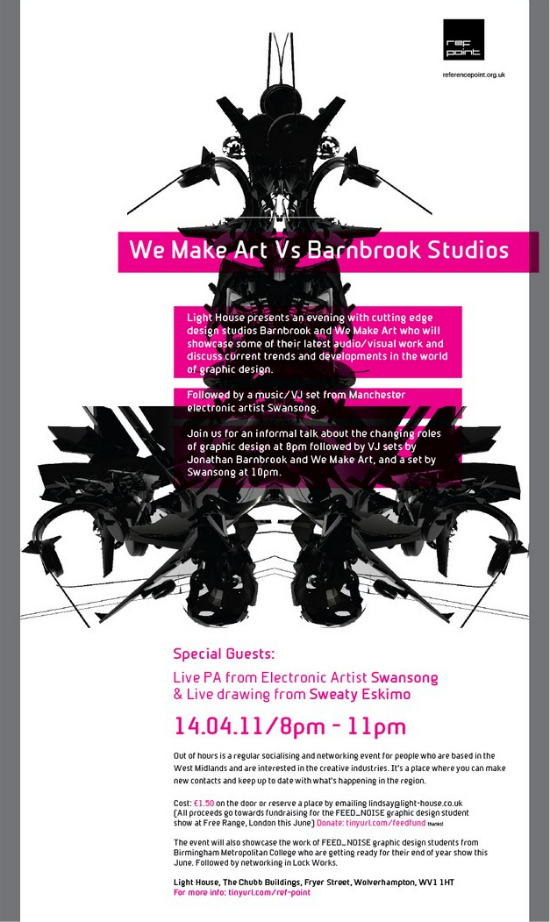 ref
point
referencepoint.org.uk
We Make Art Vs Barnbrook Studios
Light House presents an evening with cutting edge
design studios Barnbrook and We Make Art who will
showcase some of their latest audio/visual work and
discuss current trends and developments in the world
of graphic design.
Followed by a music/VJ set from Manchester
electronic artist Swansong.
Join us for an informal talk about the changing roles
of graphic design at 8pm followed by VJ sets by
Jonathan Barnbrook and We Make Art, and a set by
Swansong at 10pm.
Special Guests:
Live PA from Electronic Artist Swansong
& Live drawing from Sweaty Eskimo
14.04.11/8pm - 11pm
Out of hours is a regular socialising and networking event for people who are based in the
West Midlands and are interested in the creative industries. It's a place where you can make
new contacts and keep up to date with what's happening in the region.
Cost: £1.50 on the door or reserve a place by emailing lindsay@light-house.co.uk
(All proceeds go towards fundraising for the FEED_NOISE graphic design student
show at Free Range, London this June) Donate: tinyurl.com/feedfund thanks!
The event will also showcase the work of FEED_NOISE graphic design students from
Birmingham Metropolitan College who are getting ready for their end of year show this
June. Followed by networking in Lock Works.
Light House, The Chubb Buildings, Fryer Street, Wolverhampton, WV1 1HT
For more info: tinyurl.com/ref-point